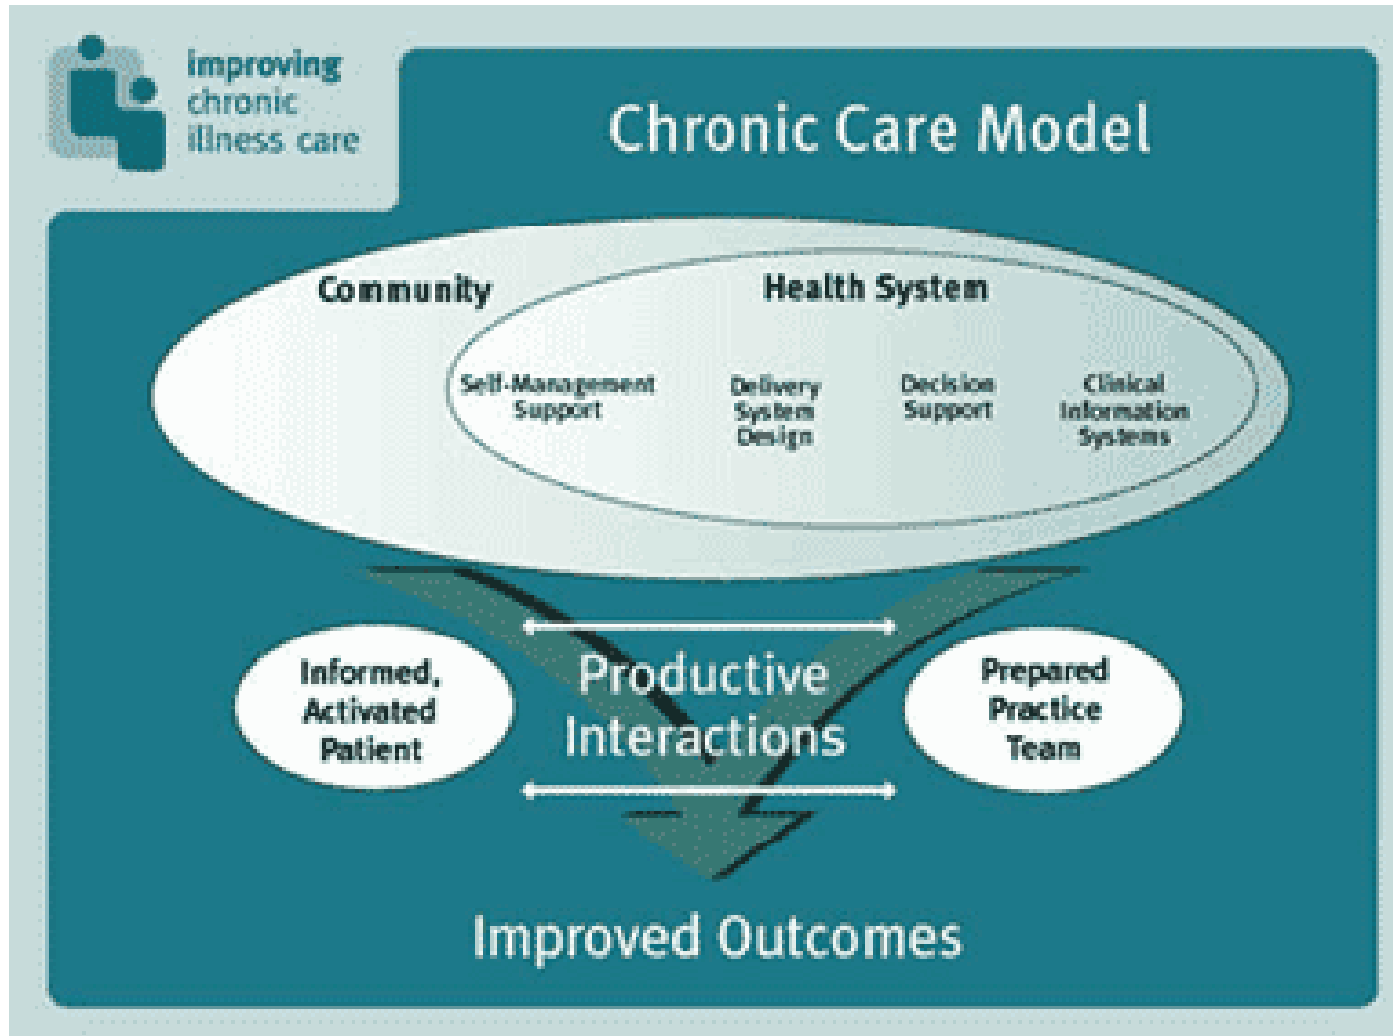 improving
chronic
illness care
Chronic Care Model
Community
Health System
Self-Management
Support
Delivery
System
Design
Decision
Support
Clinical
Information
Systems
Informed,
Activated
Patient
Productive
Interactions
Prepared
Practice
Team
Improved Outcomes